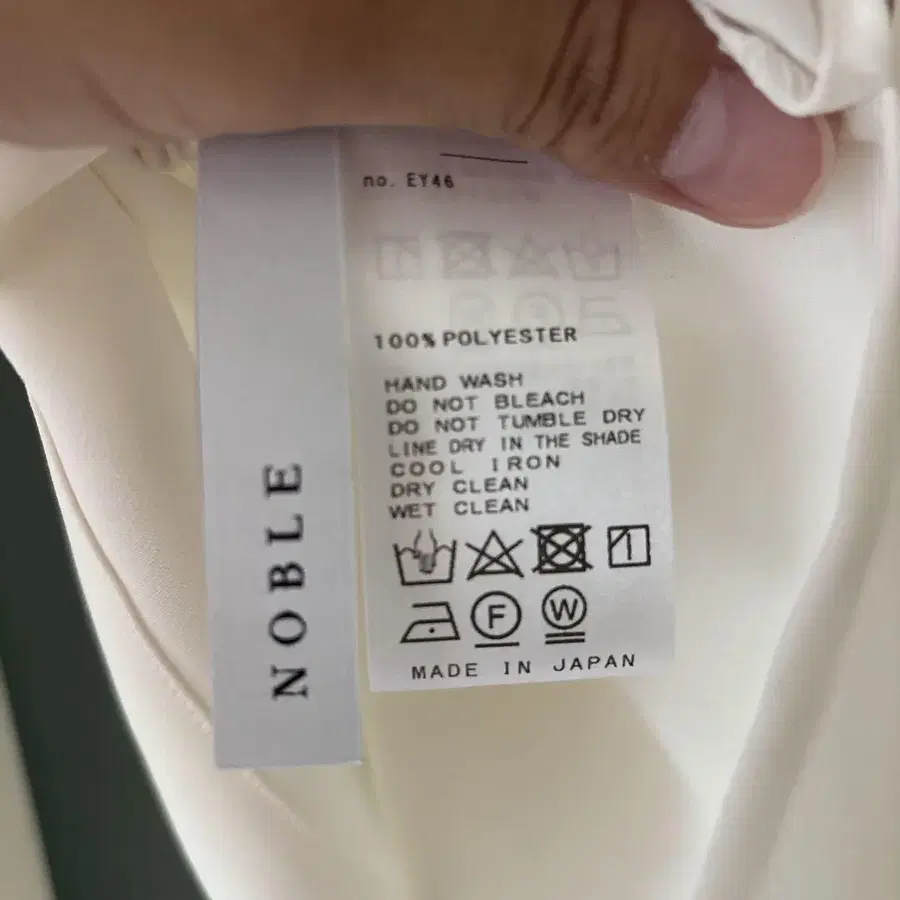 NOBLE
no. EY46
100% POLYESTER
HAND WASH
DO NOT BLEACH
DO NOT TUMBLE DRY
LINE DRY IN THE SHADE
COOL IRON
DRY CLEAN
WET CLEAN
F W
MADE IN JAPAN